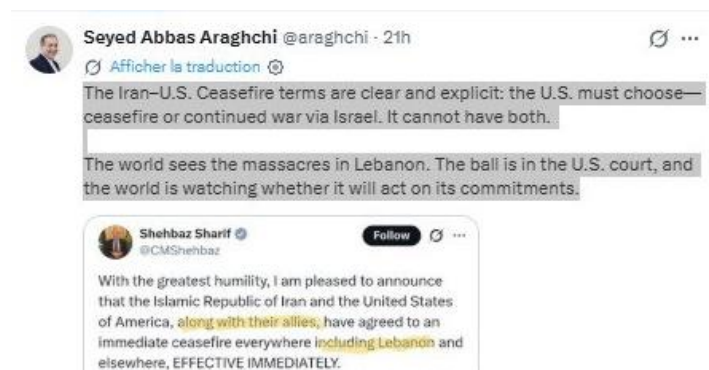 Seyed Abbas Araghchi @araghchi · 21h
Afficher la traduction
The Iran–U.S. Ceasefire terms are clear and explicit: the U.S. must choose—
ceasefire or continued war via Israel. It cannot have both.
The world sees the massacres in Lebanon. The ball is in the U.S. court, and
the world is watching whether it will act on its commitments.
Shehbaz Sharif
Follow
@CMShehbaz
With the greatest humility, I am pleased to announce
that the Islamic Republic of Iran and the United States
of America, along with their allies, have agreed to an
immediate ceasefire everywhere including Lebanon and
elsewhere, EFFECTIVE IMMEDIATELY.